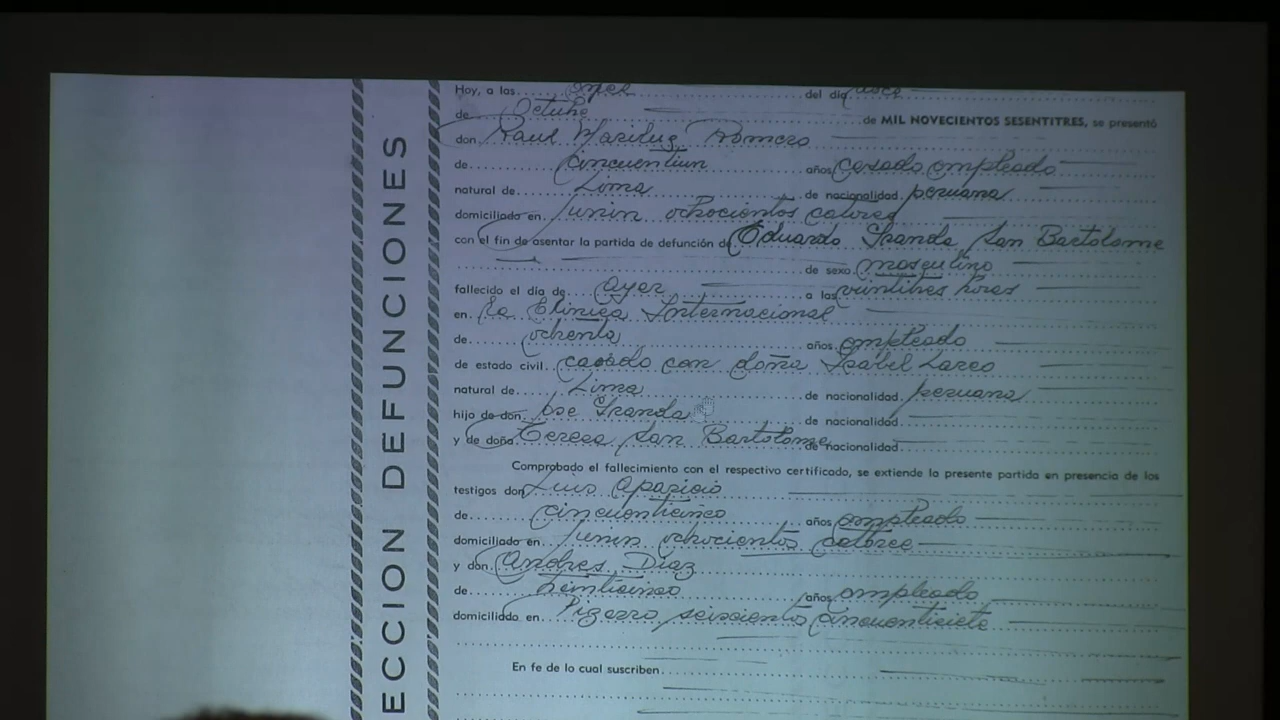 ECCION DEFUNCIONES
Hoy, a las once del día doce
de Octubre de MIL NOVECIENTOS SESENTITRES, se presentó
don Raul Mariluz Romero
de cincuentiun años casado empleado
natural de Lima de nacionalidad peruana
domiciliado en Junin ochocientos catorce
con el fin de asentar la partida de defunción de Eduardo Granda San Bartolome
de sexo masculino
fallecido el día de ayer a las veintitres horas
en la Clinica Internacional
de ochenta años empleado
de estado civil casado con doña Isabel Larco
natural de Lima de nacionalidad peruana
hijo de don Jose Granda de nacionalidad
y de doña Teresa San Bartolome de nacionalidad
Comprobado el fallecimiento con el respectivo certificado, se extiende la presente partida en presencia de los
testigos don Luis Aparicio
de cincuenticinco años empleado
domiciliado en Junin ochocientos catorce
y don Andres Diaz
de años empleado
domiciliado en Pizarro seiscientos cincuentisiete
En fe de lo cual suscriben